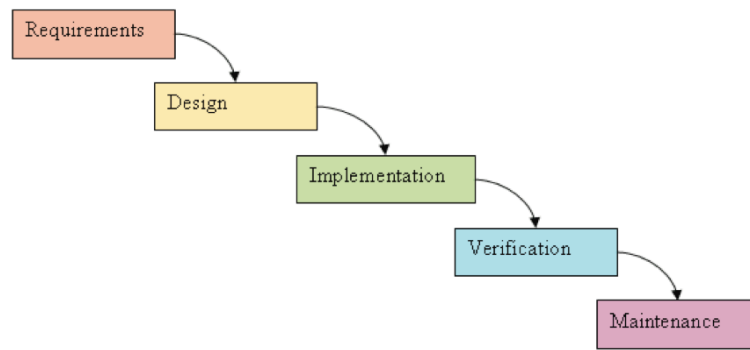 Requirements
Design
Implementation
Verification
Maintenance